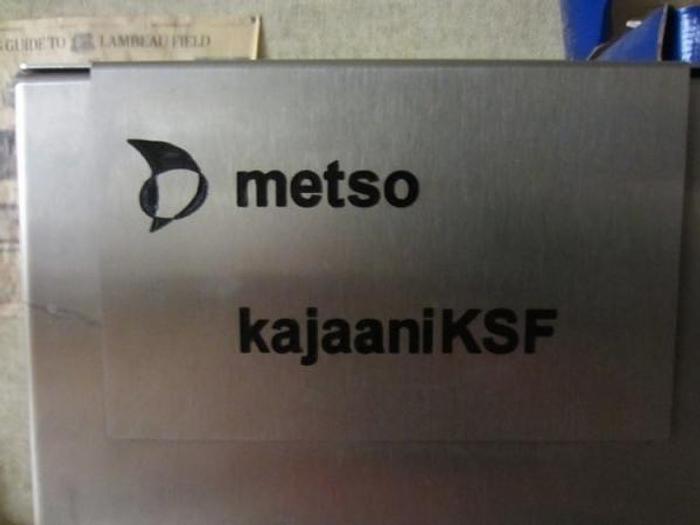 GUIDE TO LAMBEAU FIELD
metso
kajaaniKSF